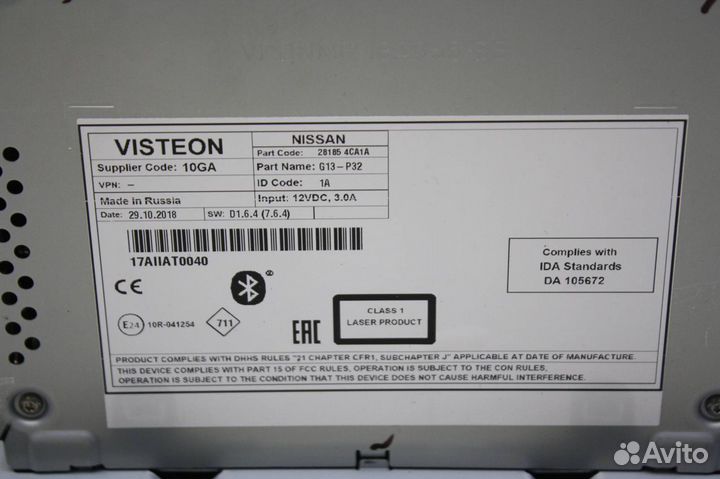 VISTEON
NISSAN
Part Code: 28185 4CA1A
Supplier Code: 10GA
Part Name: G13-P32
VPN: –
ID Code: 1A
Made in Russia
Input: 12VDC, 3.0A
Date: 29.10.2018
SW: D1.6.4 (7.6.4)
17AIIAT0040
CE
®
Complies with
IDA Standards
DA 105672
CLASS 1
LASER PRODUCT
E24
10R-041254
711
EAC
PRODUCT COMPLIES WITH DHHS RULES "21 CHAPTER CFR1, SUBCHAPTER J" APPLICABLE AT DATE OF MANUFACTURE.
THIS DEVICE COMPLIES WITH PART 15 OF FCC RULES, OPERATION IS SUBJECT TO THE CON RULES,
OPERATION IS SUBJECT TO THE CONDITION THAT THIS DEVICE DOES NOT CAUSE HARMFUL INTERFERENCE.
Avito